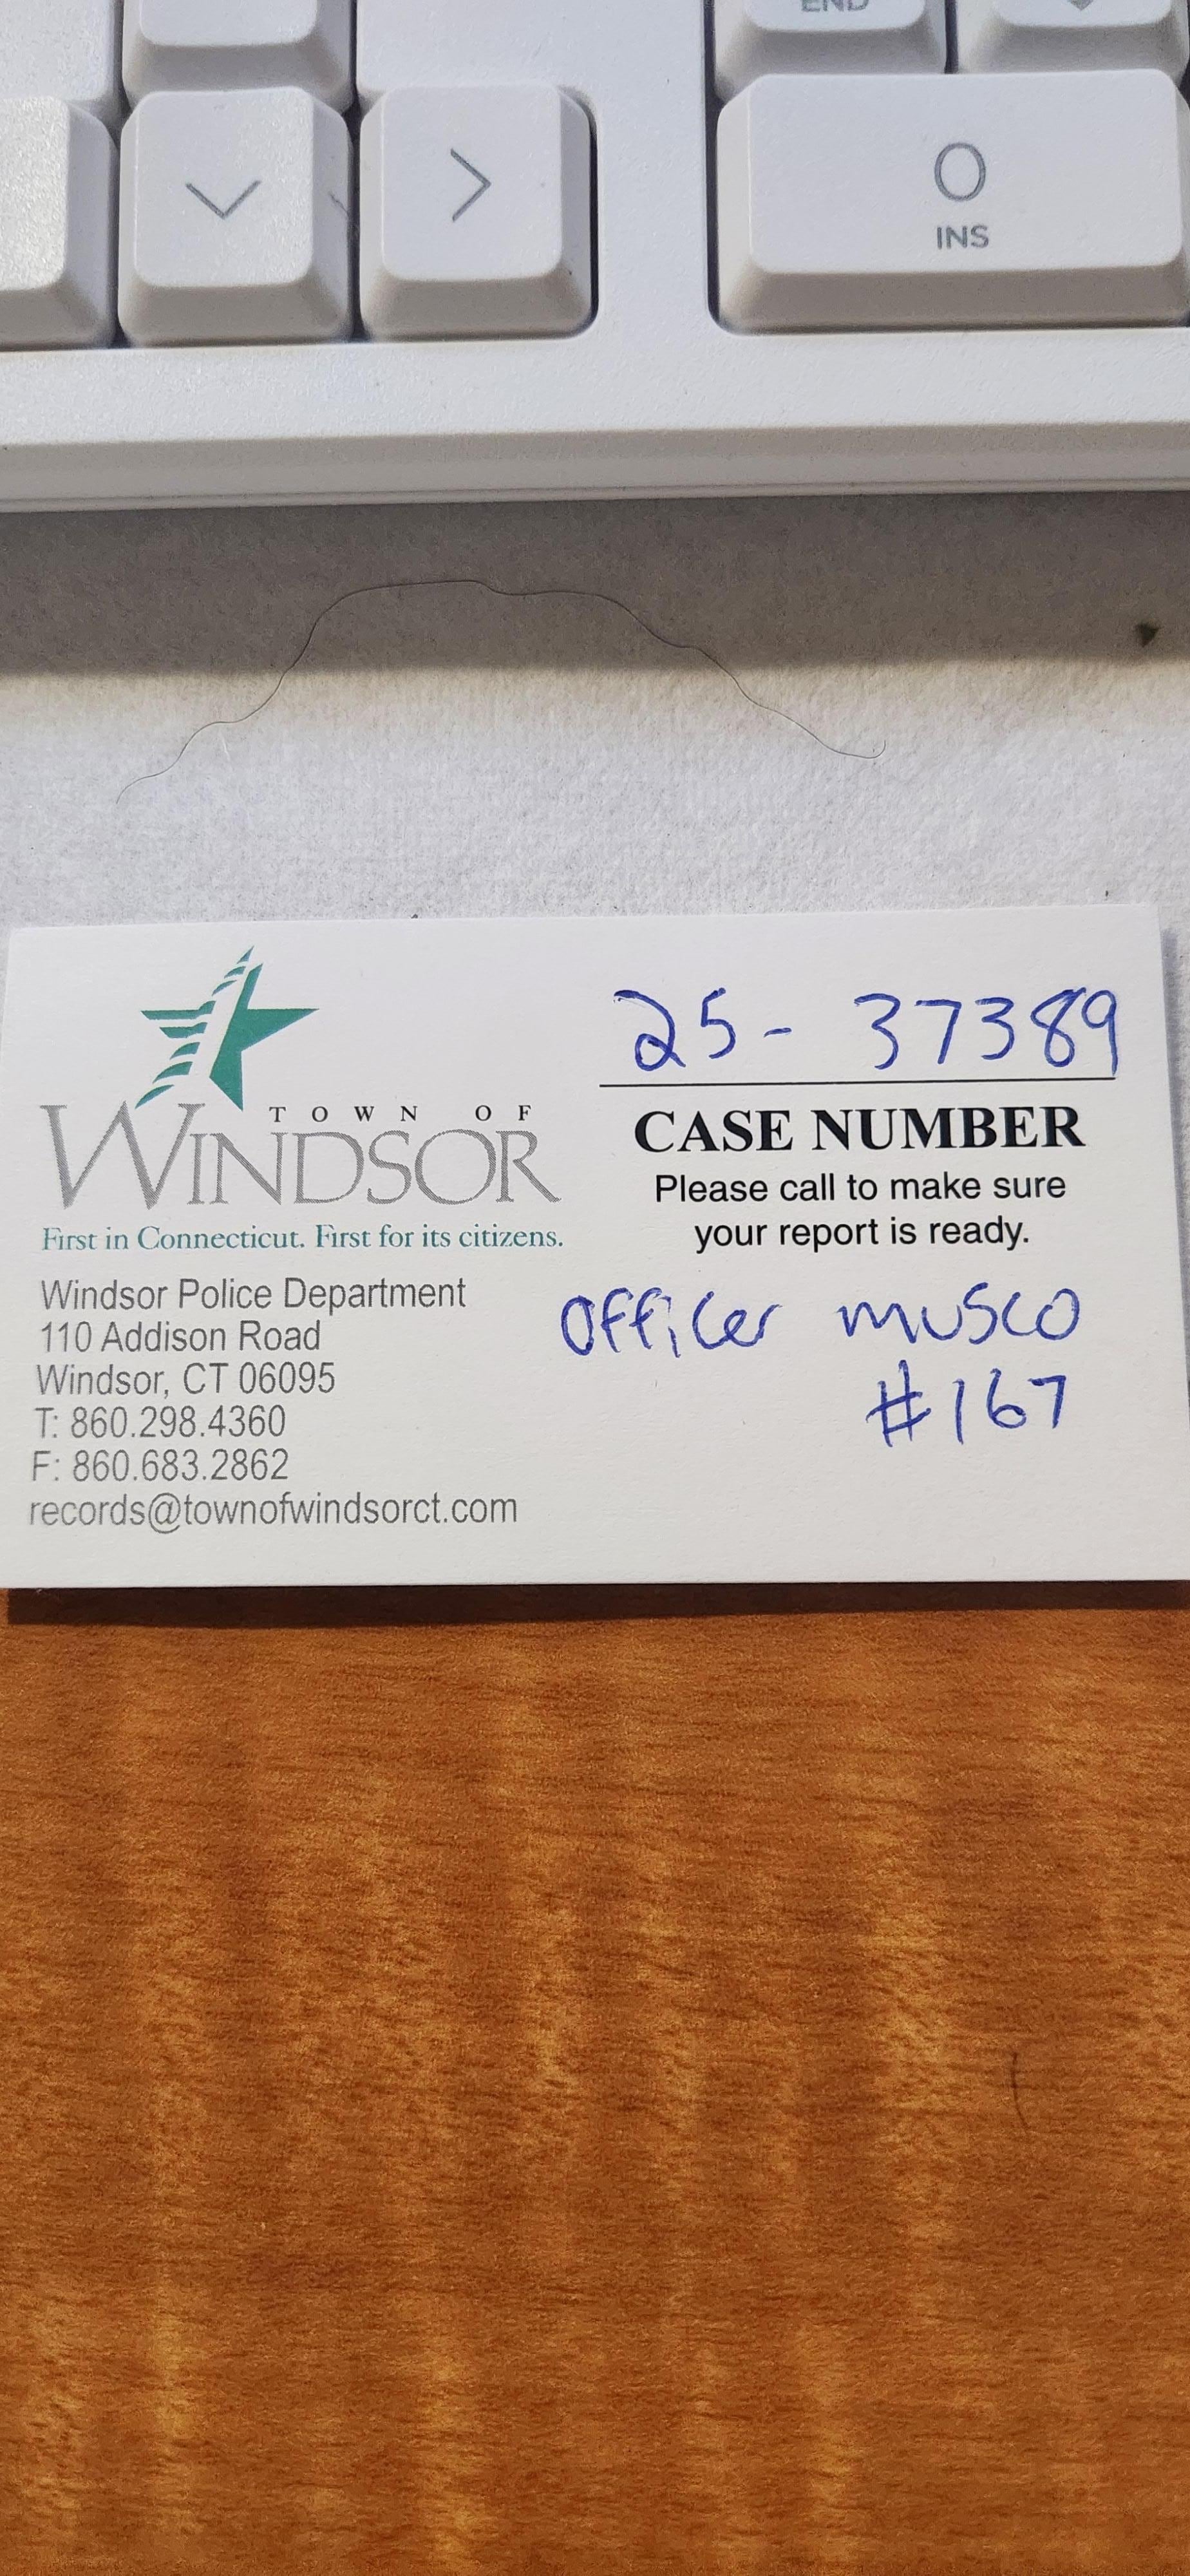 END
0
INS
TOWN OF
WINDSOR
First in Connecticut. First for its citizens.
Windsor Police Department
110 Addison Road
Windsor, CT 06095
T: 860.298.4360
F: 860.683.2862
records@townofwindsorct.com
25- 37389
CASE NUMBER
Please call to make sure
your report is ready.
Officer musco
#167